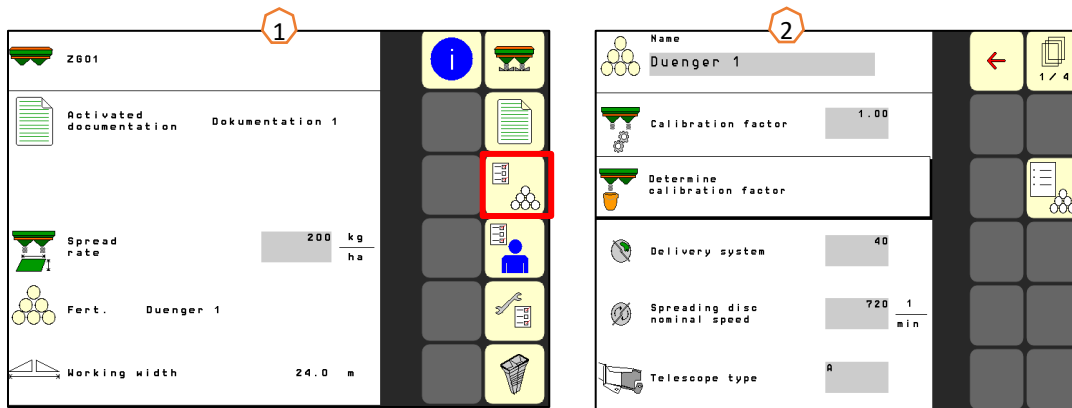 1
ZG01
Activated
documentation Dokumentation 1
Spread
rate 200 kg
ha
Fert. Duenger 1
Working width 24.0 m
i
2
Name
Duenger 1
Calibration factor 1.00
Determine
calibration factor
Delivery system 40
Spreading disc
nominal speed 720 1
min
Telescope type A
1 / 4